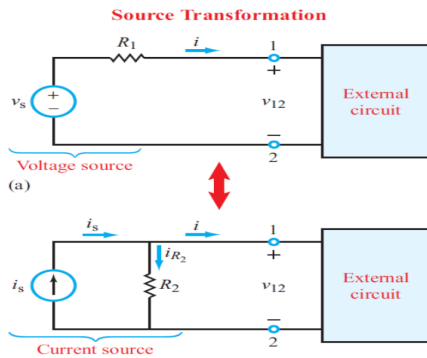 Source Transformation
R1 i 1
+
vs + − v12 External circuit
−
2
Voltage source
(a)
is i 1
iR2 +
is R2 v12 External circuit
−
2
Current source